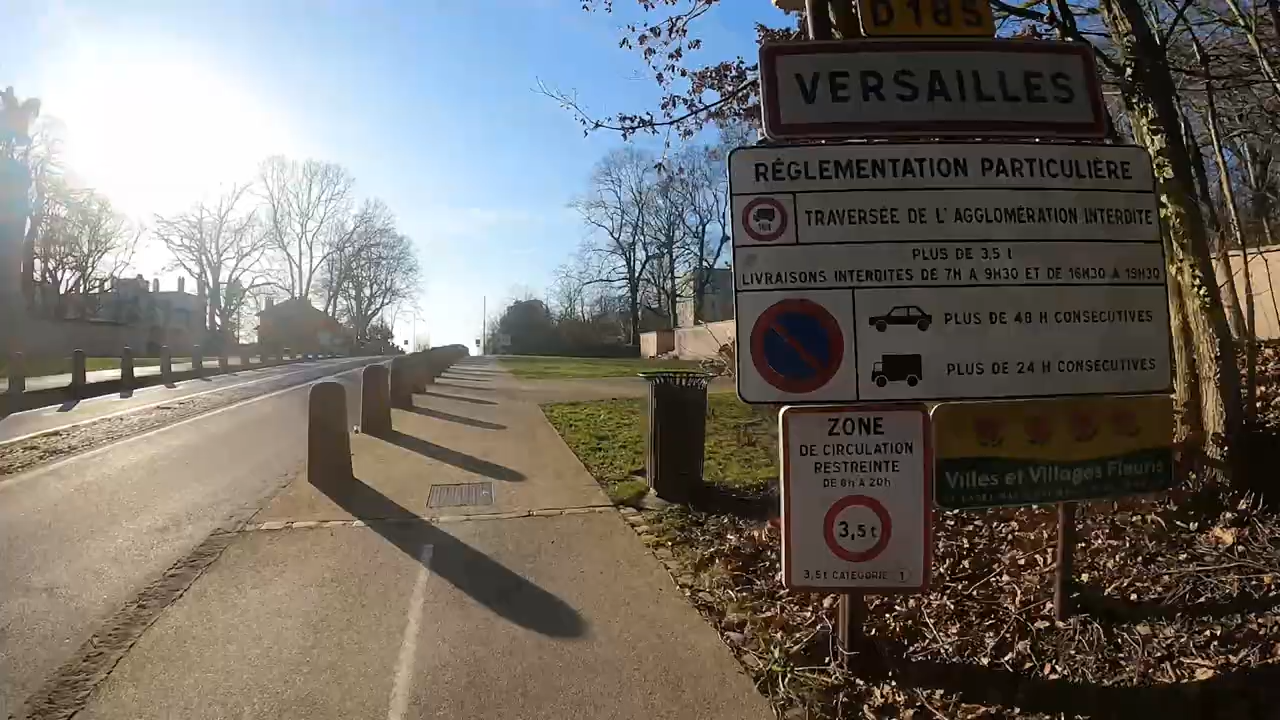 D185
VERSAILLES
RÉGLEMENTATION PARTICULIÈRE
TRAVERSÉE DE L' AGGLOMÉRATION INTERDITE
PLUS DE 3,5 t
LIVRAISONS INTERDITES DE 7H A 9H30 ET DE 16H30 A 19H30
PLUS DE 48 H CONSECUTIVES
PLUS DE 24 H CONSECUTIVES
ZONE
DE CIRCULATION
RESTREINTE
DE 8H A 20H
3,5 t
3,5t CATEGORIE 1
Villes et Villages Fleuris